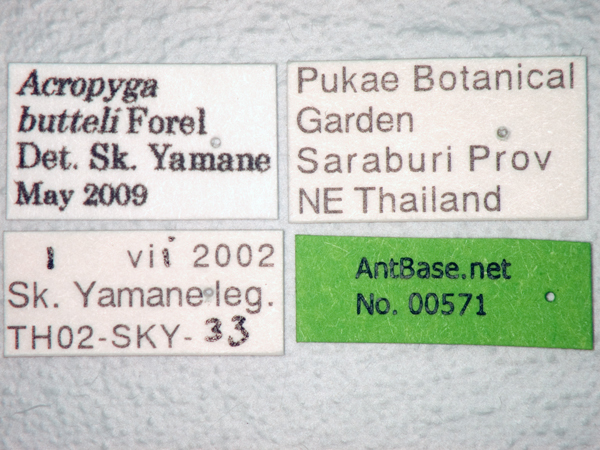 Acropyga
butteli Forel
Det. Sk. Yamane
May 2009
Pukae Botanical
Garden
Saraburi Prov
NE Thailand
1 vii 2002
Sk. Yamane leg.
TH02-SKY-33
AntBase.net
No. 00571